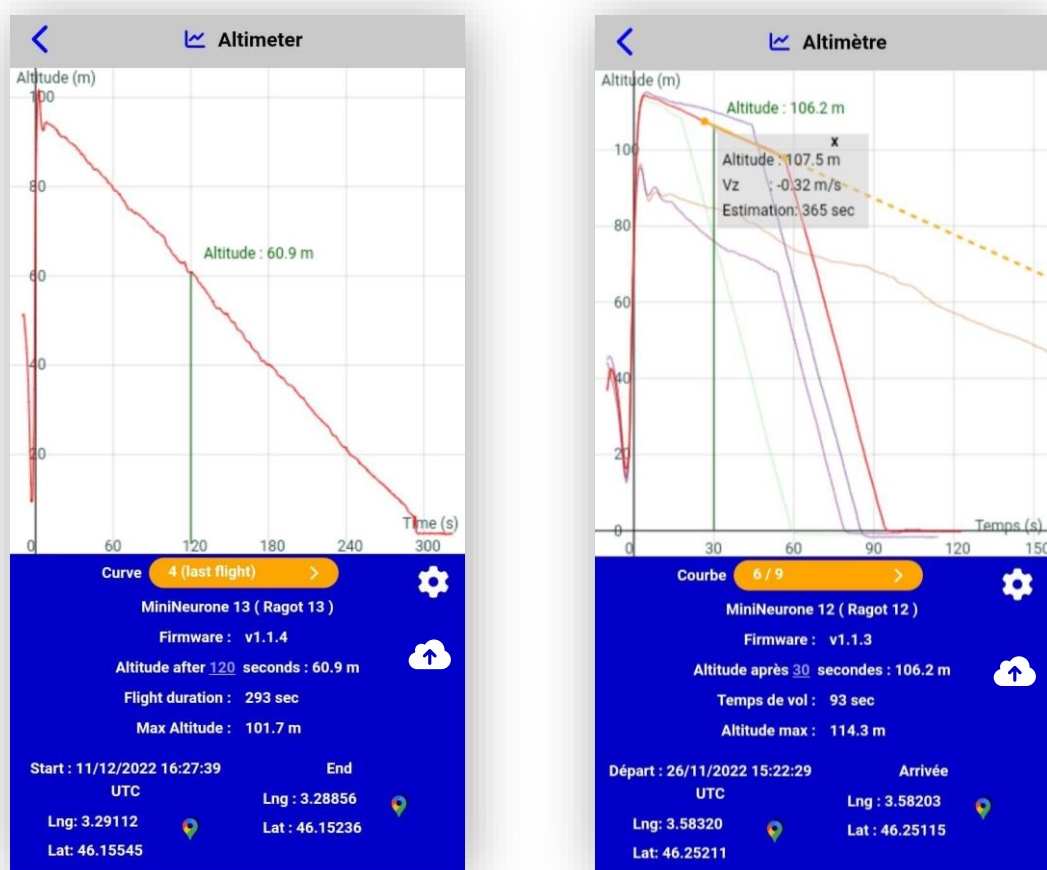 Altimeter
Altitude (m)
100
80
Altitude : 60.9 m
60
40
20
Time (s)
0 60 120 180 240 300
Curve 4 (last flight)
MiniNeurone 13 ( Ragot 13 )
Firmware : v1.1.4
Altitude after 120 seconds : 60.9 m
Flight duration : 293 sec
Max Altitude : 101.7 m
Start : 11/12/2022 16:27:39
UTC
Lng: 3.29112
Lat: 46.15545
End
Lng : 3.28856
Lat : 46.15236
Altimètre
Altitude (m)
Altitude : 106.2 m
x
100
Altitude : 107.5 m
Vz : -0.32 m/s
Estimation: 365 sec
80
60
40
20
0
Temps (s)
0 30 60 90 120 150
Courbe 6 / 9
MiniNeurone 12 ( Ragot 12 )
Firmware : v1.1.3
Altitude après 30 secondes : 106.2 m
Temps de vol : 93 sec
Altitude max : 114.3 m
Départ : 26/11/2022 15:22:29
UTC
Lng: 3.58320
Lat: 46.25211
Arrivée
Lng : 3.58203
Lat : 46.25115